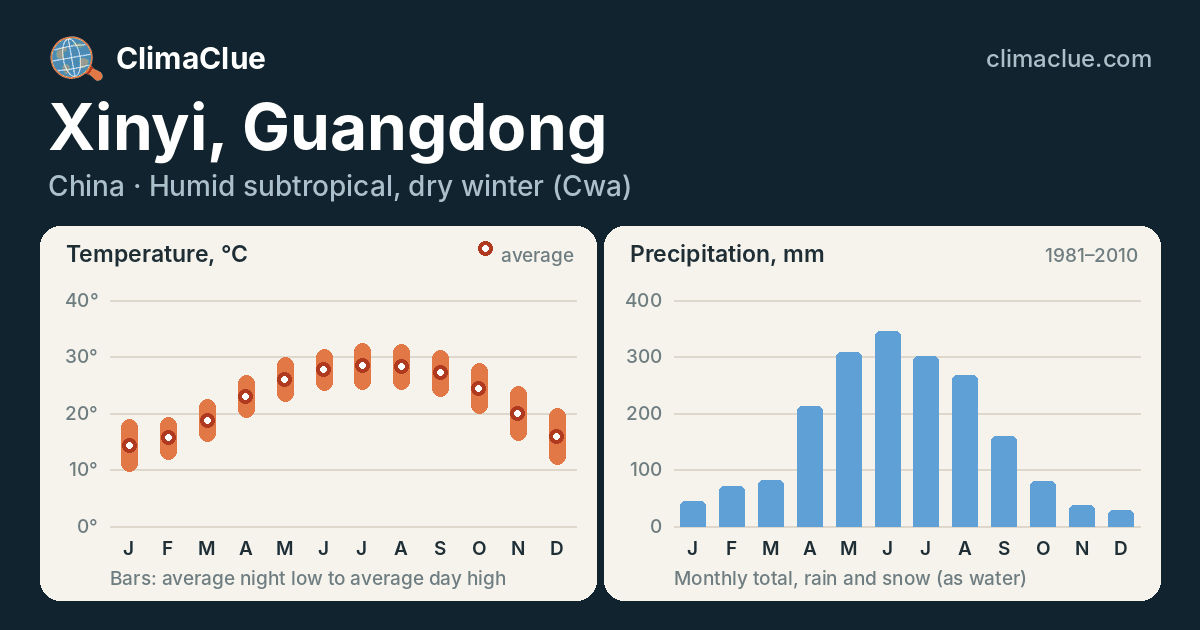 ClimaClue
climaclue.com
Xinyi, Guangdong
China · Humid subtropical, dry winter (Cwa)
Temperature, °C
average
40°
30°
20°
10°
0°
J F M A M J J A S O N D
Bars: average night low to average day high
Precipitation, mm
1981–2010
400
300
200
100
0
J F M A M J J A S O N D
Monthly total, rain and snow (as water)